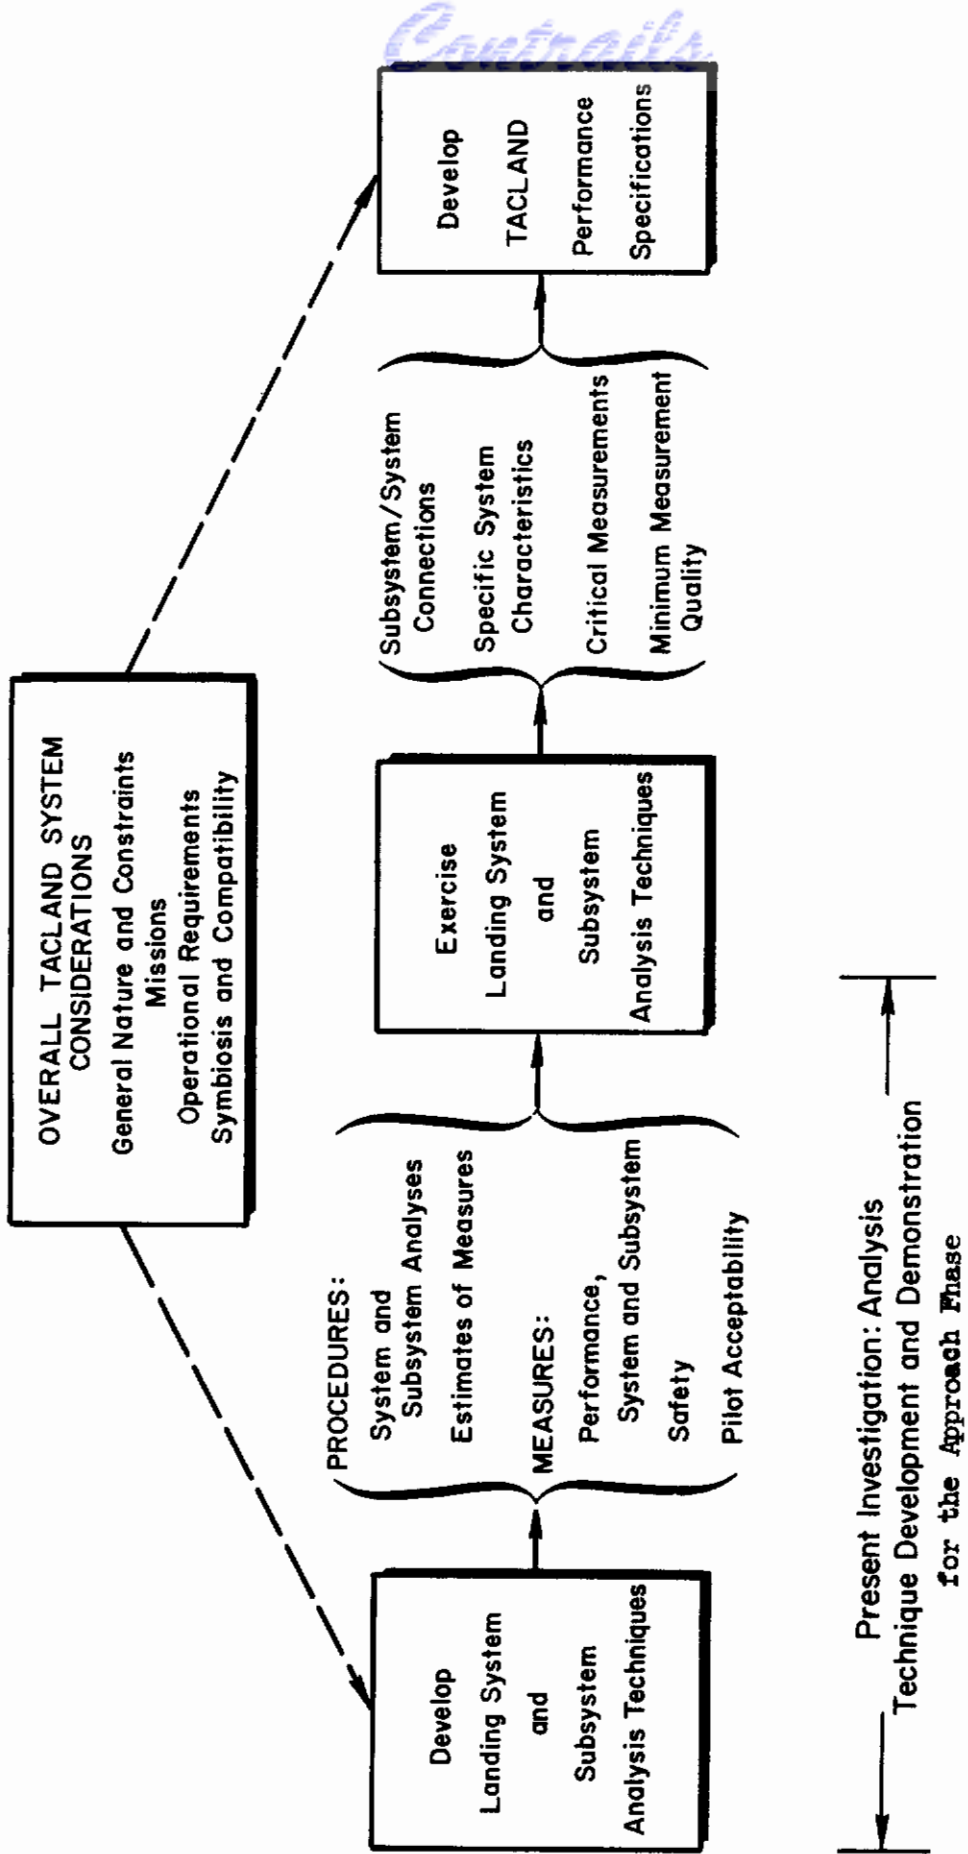 Contrails
OVERALL TACLAND SYSTEM
CONSIDERATIONS
General Nature and Constraints
Missions
Operational Requirements
Symbiosis and Compatibility
Develop
Landing System
and
Subsystem
Analysis Techniques
PROCEDURES:
System and
Subsystem Analyses
Estimates of Measures
MEASURES:
Performance,
System and Subsystem
Safety
Pilot Acceptability
Exercise
Landing System
and
Subsystem
Analysis Techniques
Subsystem/System
Connections
Specific System
Characteristics
Critical Measurements
Minimum Measurement
Quality
Develop
TACLAND
Performance
Specifications
Present Investigation: Analysis
Technique Development and Demonstration
for the Approach Phase